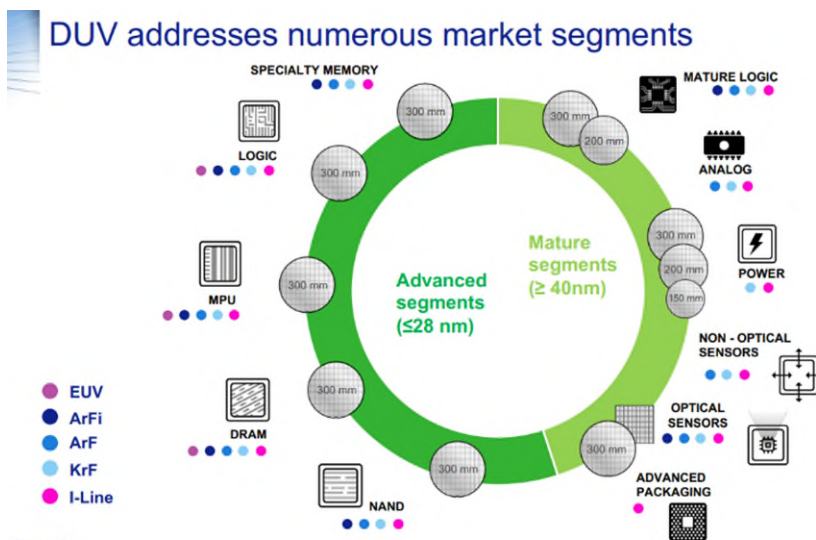 DUV addresses numerous market segments
SPECIALTY MEMORY
300 mm
300 mm
200 mm
MATURE LOGIC
LOGIC
300 mm
ANALOG
300 mm
200 mm
150 mm
POWER
MPU
300 mm
Advanced
segments
(≤28 nm)
Mature
segments
(≥ 40nm)
NON - OPTICAL
SENSORS
EUV
ArFi
ArF
KrF
I-Line
DRAM
300 mm
OPTICAL
SENSORS
300 mm
NAND
300 mm
ADVANCED
PACKAGING